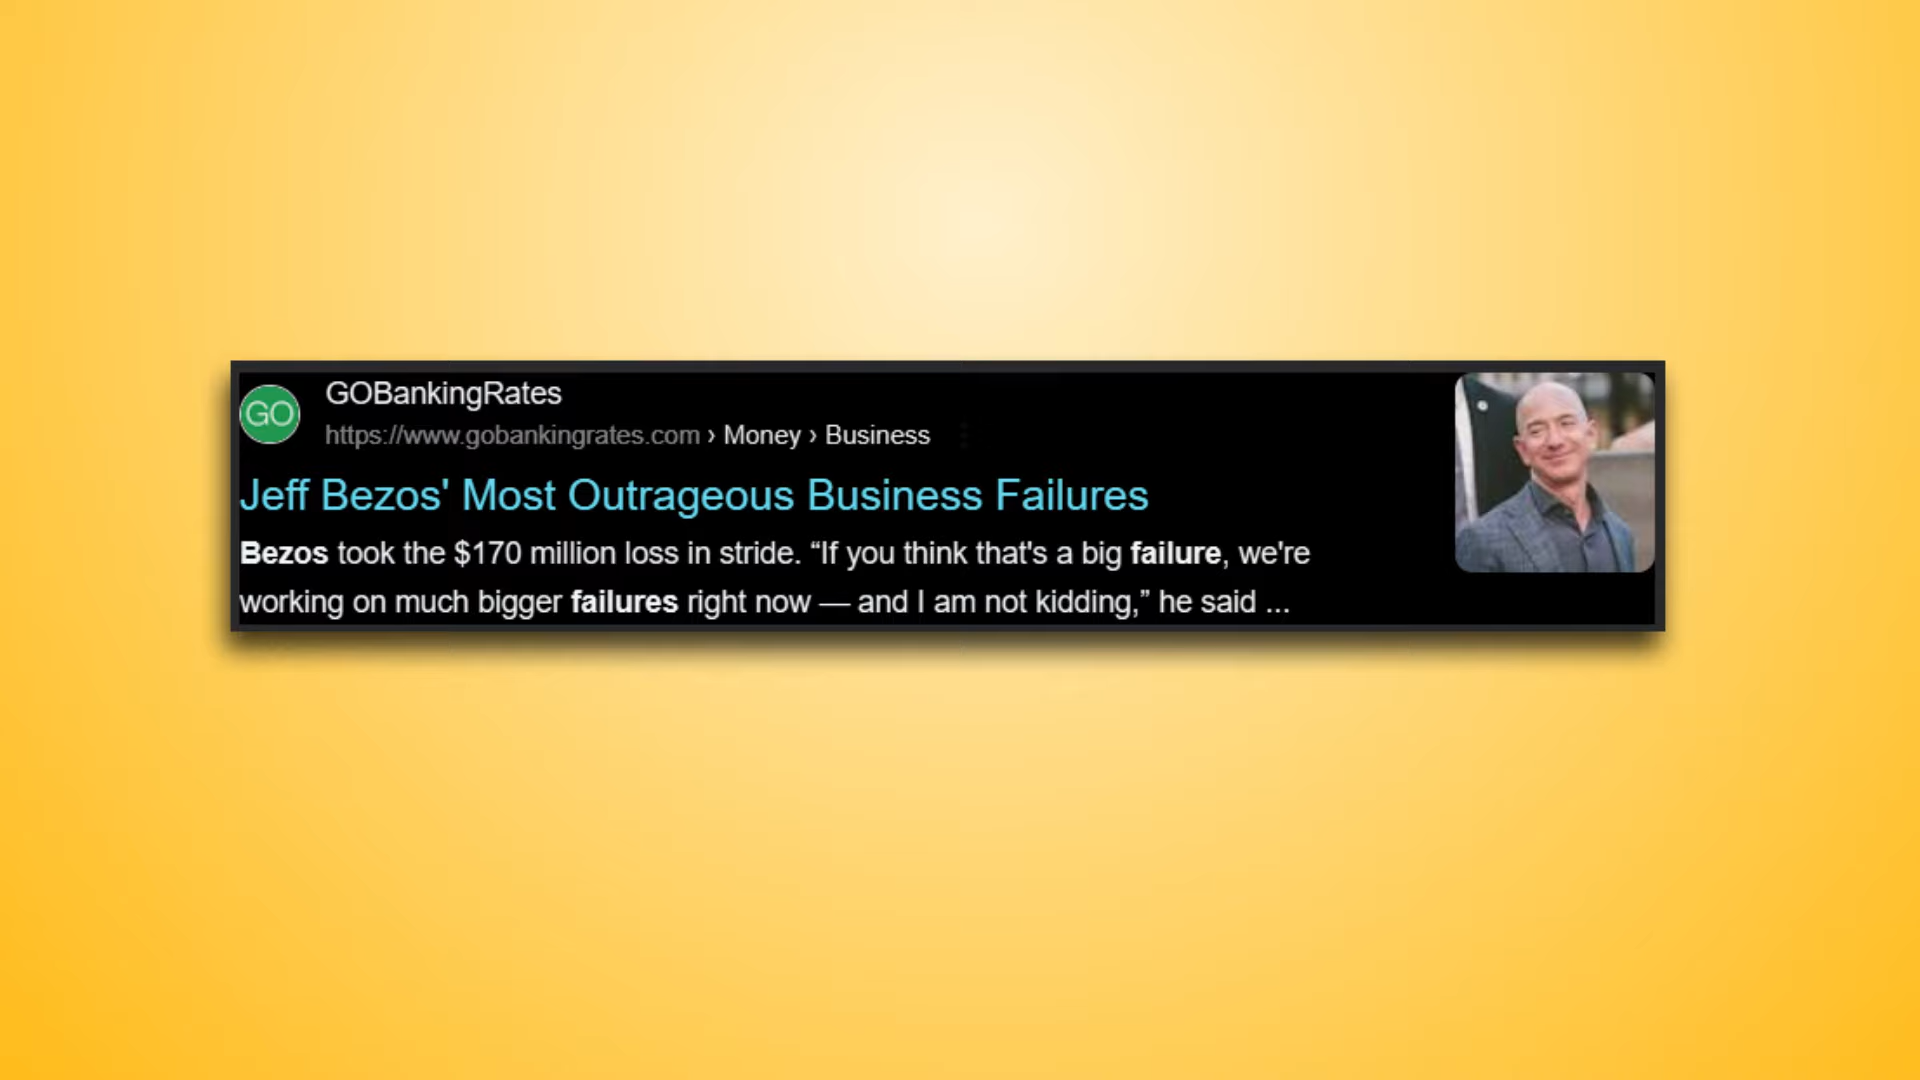 GO
GOBankingRates
https://www.gobankingrates.com › Money › Business
Jeff Bezos' Most Outrageous Business Failures
Bezos took the $170 million loss in stride. “If you think that's a big failure, we're
working on much bigger failures right now — and I am not kidding,” he said ...